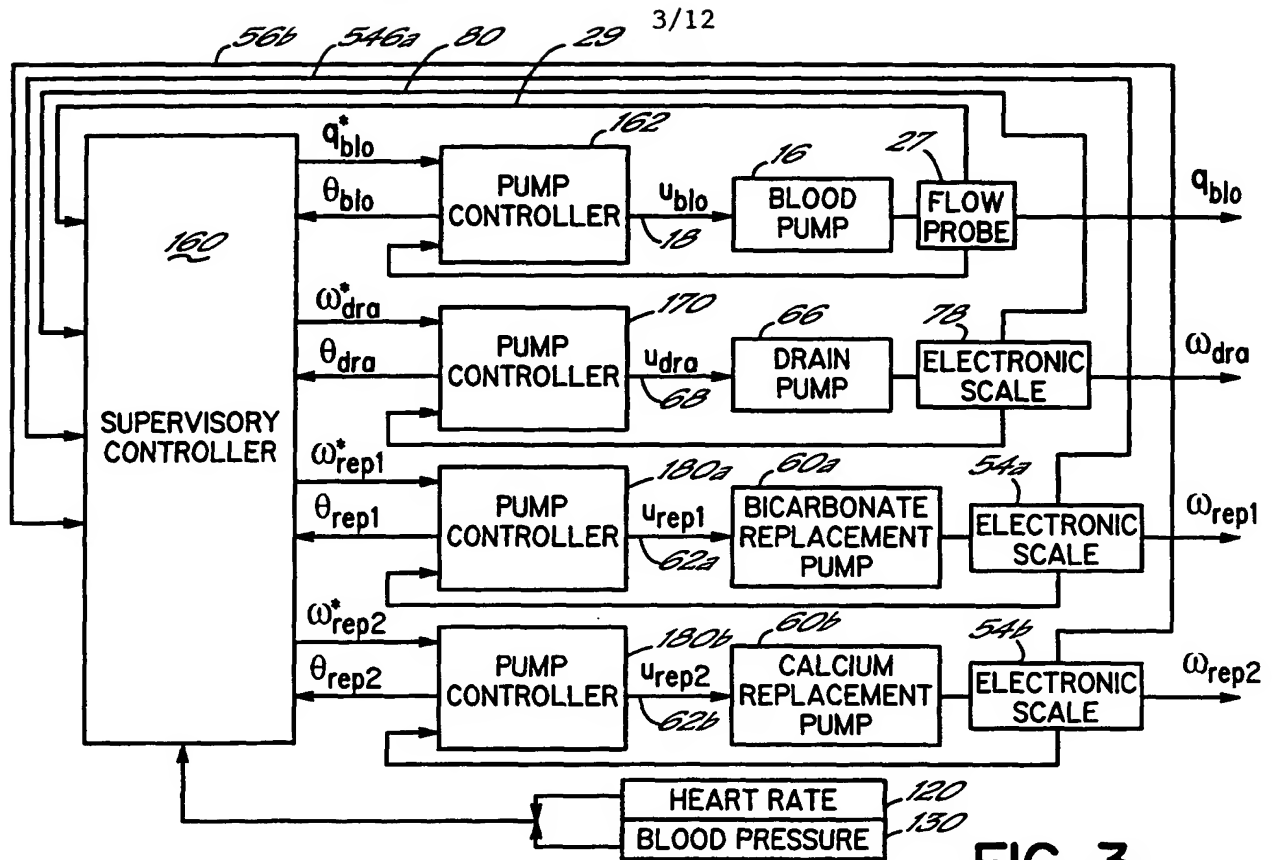 3/12
56b 546a 80 29
162 16 27
q*blo
PUMP CONTROLLER
ublo
BLOOD PUMP
FLOW PROBE
qblo
θblo
18
160
SUPERVISORY CONTROLLER
170 66 78
ω*dra
PUMP CONTROLLER
udra
DRAIN PUMP
ELECTRONIC SCALE
ωdra
θdra
68
180a 60a 54a
ω*rep1
PUMP CONTROLLER
urep1
BICARBONATE REPLACEMENT PUMP
ELECTRONIC SCALE
ωrep1
θrep1
62a
180b 60b 54b
ω*rep2
PUMP CONTROLLER
urep2
CALCIUM REPLACEMENT PUMP
ELECTRONIC SCALE
ωrep2
θrep2
62b
HEART RATE 120
BLOOD PRESSURE 130
FIG. 3